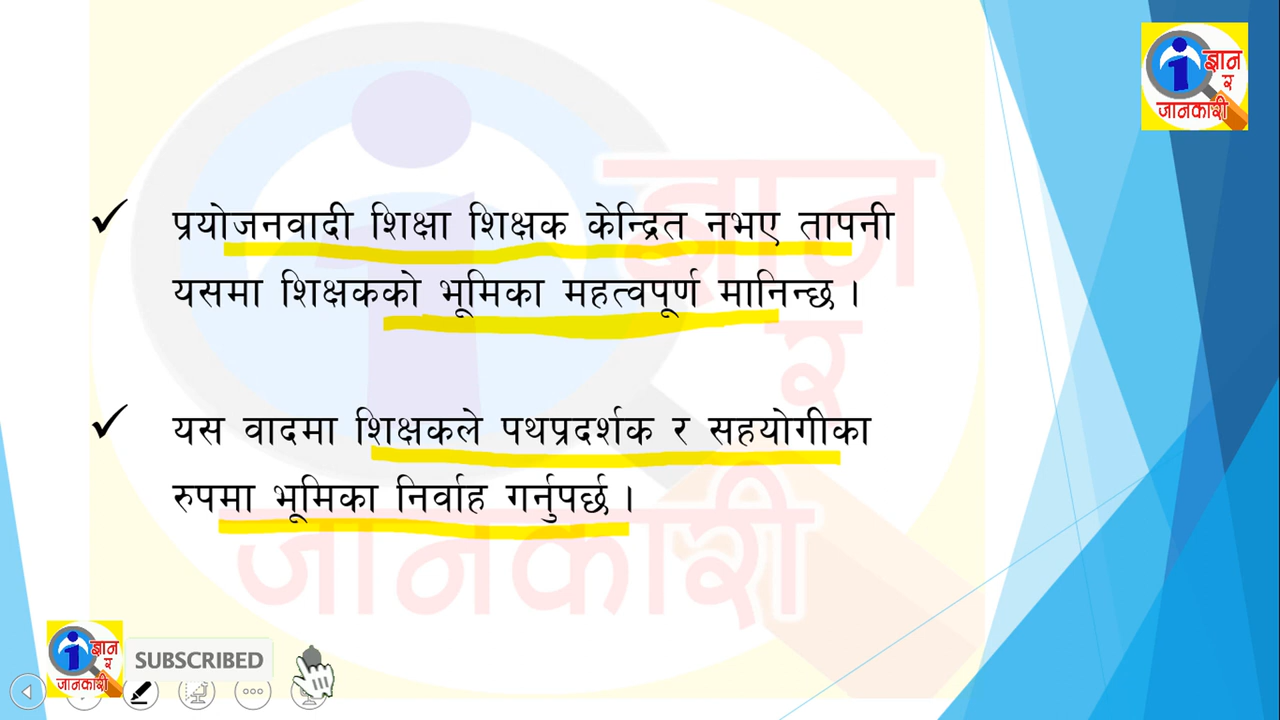 ज्ञान
र
जानकारी
✓ प्रयोजनवादी शिक्षा शिक्षक केन्द्रित नभए तापनी
यसमा शिक्षकको भूमिका महत्वपूर्ण मानिन्छ ।
✓ यस वादमा शिक्षकले पथप्रदर्शक र सहयोगीका
रुपमा भूमिका निर्वाह गर्नुपर्छ ।
ज्ञान
र
जानकारी
ज्ञान
र
जानकारी
SUBSCRIBED